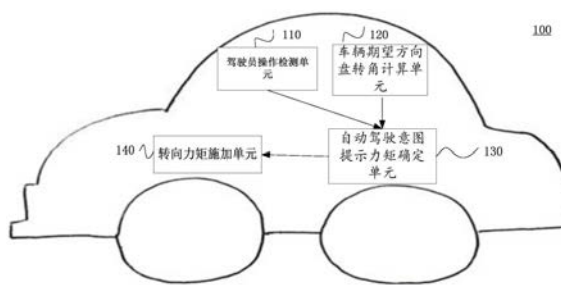 100
110
驾驶员操作检测单
元
120
车辆期望方向
盘转角计算单
元
140
转向力矩施加单元
自动驾驶意图
提示力矩确定
单元
130